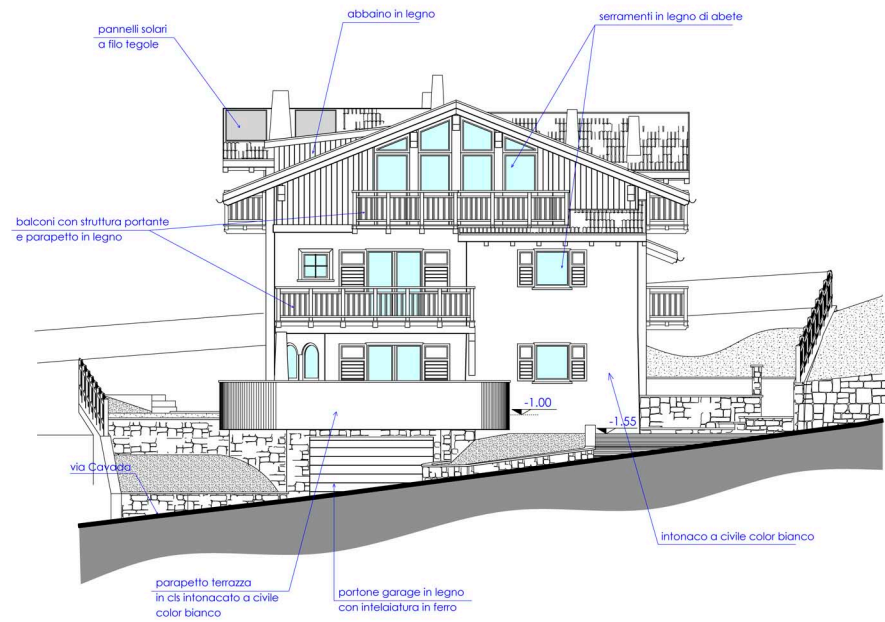 abbaino in legno
serramenti in legno di abete
pannelli solari
a filo tegole
balconi con struttura portante
e parapetto in legno
-1.00
-1.55
via Cavada
intonaco a civile color bianco
parapetto terrazza
in cls intonacato a civile
color bianco
portone garage in legno
con intelaiatura in ferro